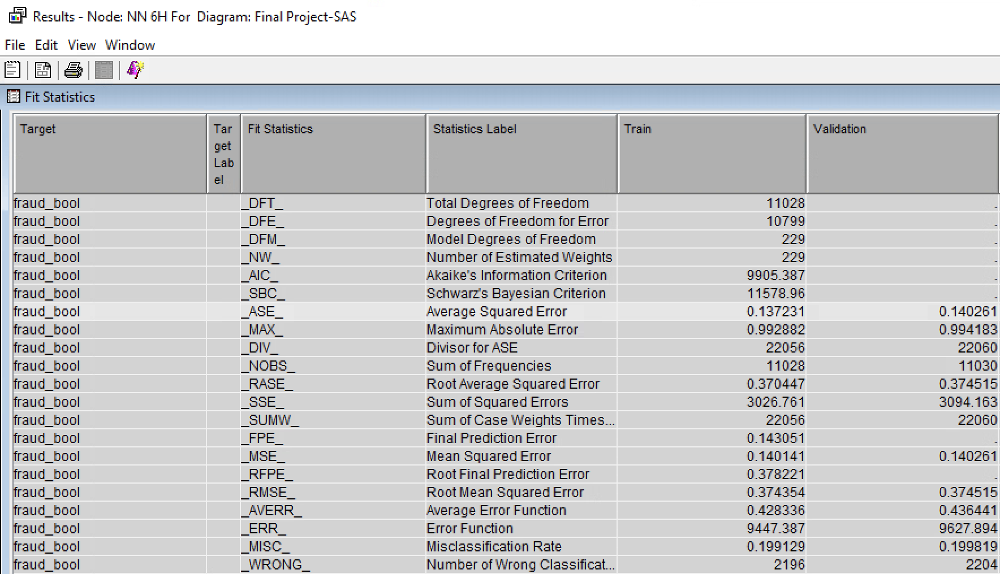 Results - Node: NN 6H For  Diagram: Final Project-SAS
File Edit View Window
Fit Statistics
Target Target Label Fit Statistics Statistics Label Train Validation
fraud_bool _DFT_ Total Degrees of Freedom 11028 .
fraud_bool _DFE_ Degrees of Freedom for Error 10799 .
fraud_bool _DFM_ Model Degrees of Freedom 229 .
fraud_bool _NW_ Number of Estimated Weights 229 .
fraud_bool _AIC_ Akaike's Information Criterion 9905.387 .
fraud_bool _SBC_ Schwarz's Bayesian Criterion 11578.96 .
fraud_bool _ASE_ Average Squared Error 0.137231 0.140261
fraud_bool _MAX_ Maximum Absolute Error 0.992882 0.994183
fraud_bool _DIV_ Divisor for ASE 22056 22060
fraud_bool _NOBS_ Sum of Frequencies 11028 11030
fraud_bool _RASE_ Root Average Squared Error 0.370447 0.374515
fraud_bool _SSE_ Sum of Squared Errors 3026.761 3094.163
fraud_bool _SUMW_ Sum of Case Weights Times... 22056 22060
fraud_bool _FPE_ Final Prediction Error 0.143051 .
fraud_bool _MSE_ Mean Squared Error 0.140141 0.140261
fraud_bool _RFPE_ Root Final Prediction Error 0.378221 .
fraud_bool _RMSE_ Root Mean Squared Error 0.374354 0.374515
fraud_bool _AVERR_ Average Error Function 0.428336 0.436441
fraud_bool _ERR_ Error Function 9447.387 9627.894
fraud_bool _MISC_ Misclassification Rate 0.199129 0.199819
fraud_bool _WRONG_ Number of Wrong Classificat... 2196 2204